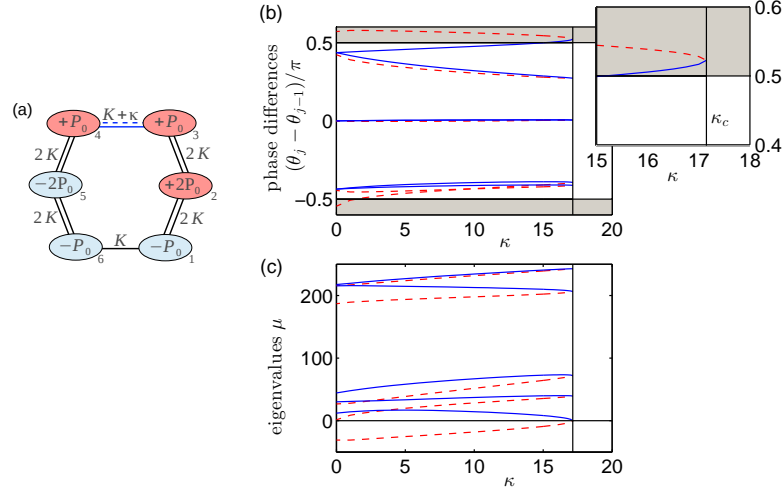 (a)
K+κ
+P₀ 4
+P₀ 3
2K
2K
−2P₀ 5
+2P₀ 2
2K
2K
−P₀ 6
K
−P₀ 1
(b)
phase differences
(θⱼ − θⱼ₋₁)/π
0.5
0
−0.5
0
5
10
15
20
κ
0.6
0.5
0.4
κ_c
15
16
17
18
κ
(c)
eigenvalues μ
200
100
0
0
5
10
15
20
κ